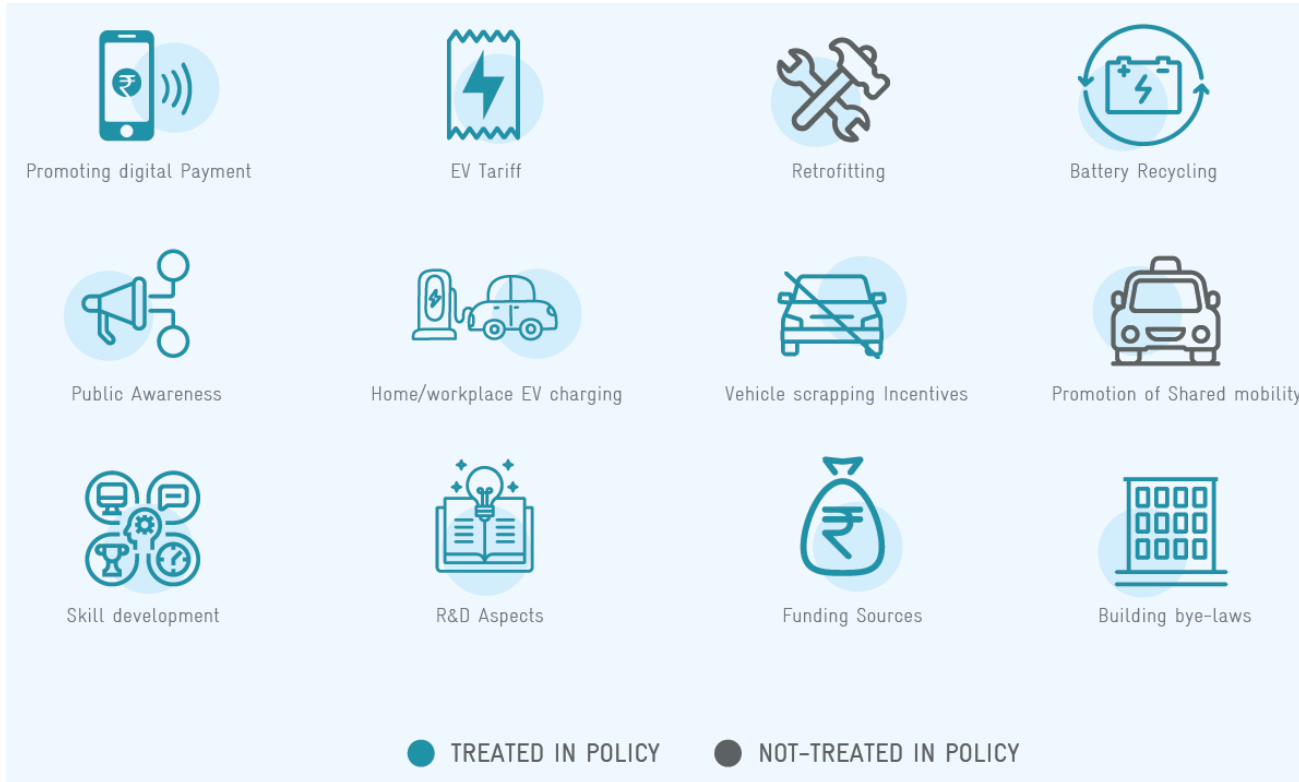 ₹
Promoting digital Payment
EV Tariff
Retrofitting
+ -
Battery Recycling
Public Awareness
Home/workplace EV charging
Vehicle scrapping Incentives
Promotion of Shared mobility
Skill development
R&D Aspects
₹
Funding Sources
Building bye-laws
TREATED IN POLICY
NOT-TREATED IN POLICY